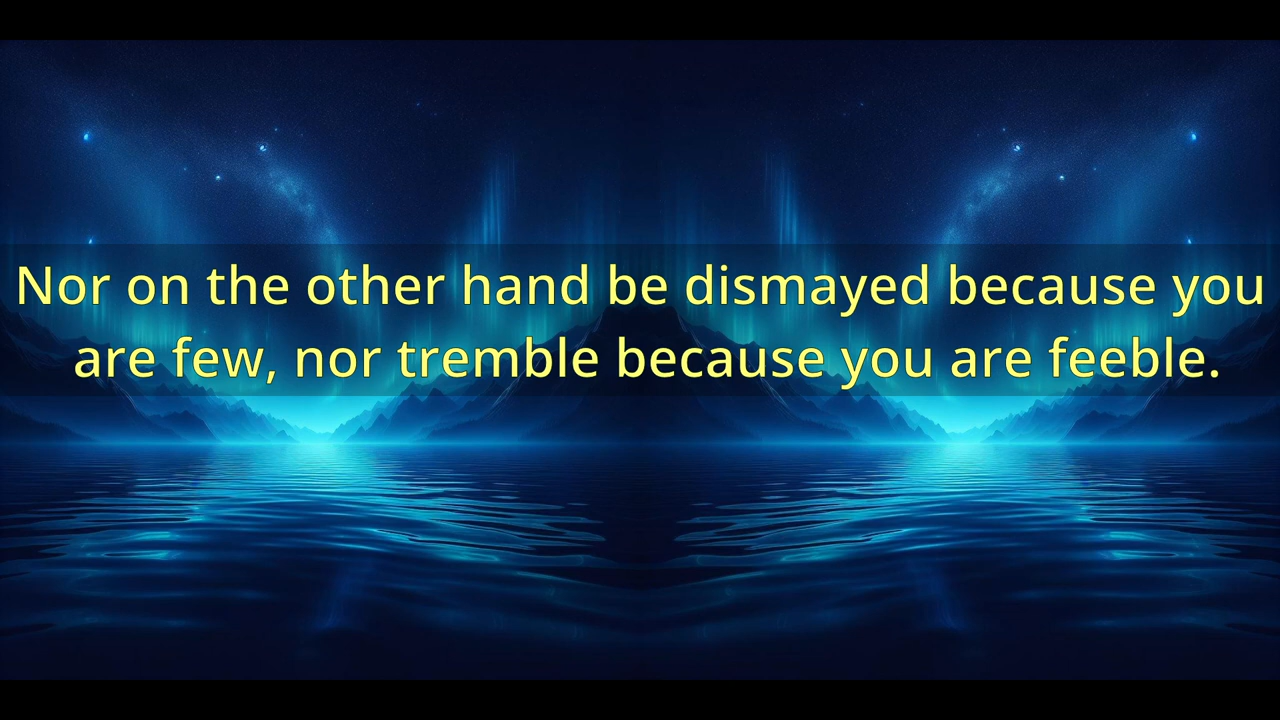 Nor on the other hand be dismayed because you
are few, nor tremble because you are feeble.